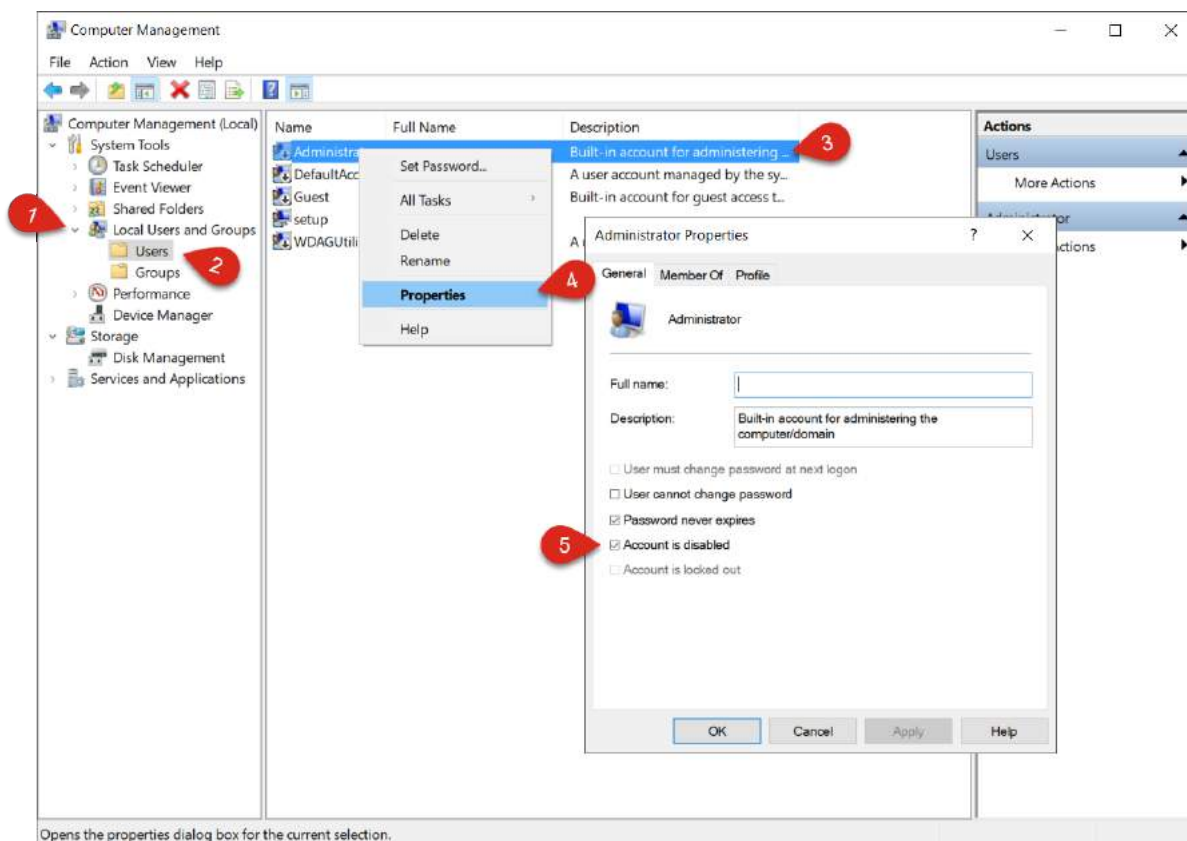 Computer Management
File Action View Help
Computer Management (Local)
System Tools
Task Scheduler
Event Viewer
Shared Folders
1
Local Users and Groups
Users
2
Groups
Performance
Device Manager
Storage
Disk Management
Services and Applications
Name Full Name Description
Administra Built-in account for administering ...
3
DefaultAcc A user account managed by the sy...
Guest Built-in account for guest access t...
setup
WDAGUtili A
Set Password...
All Tasks
Delete
Rename
Properties
4
Help
Actions
Users
More Actions
Administrator
ctions
Administrator Properties ? ×
General Member Of Profile
Administrator
Full name:
Description: Built-in account for administering the
computer/domain
User must change password at next logon
User cannot change password
Password never expires
5
Account is disabled
Account is locked out
OK Cancel Apply Help
Opens the properties dialog box for the current selection.